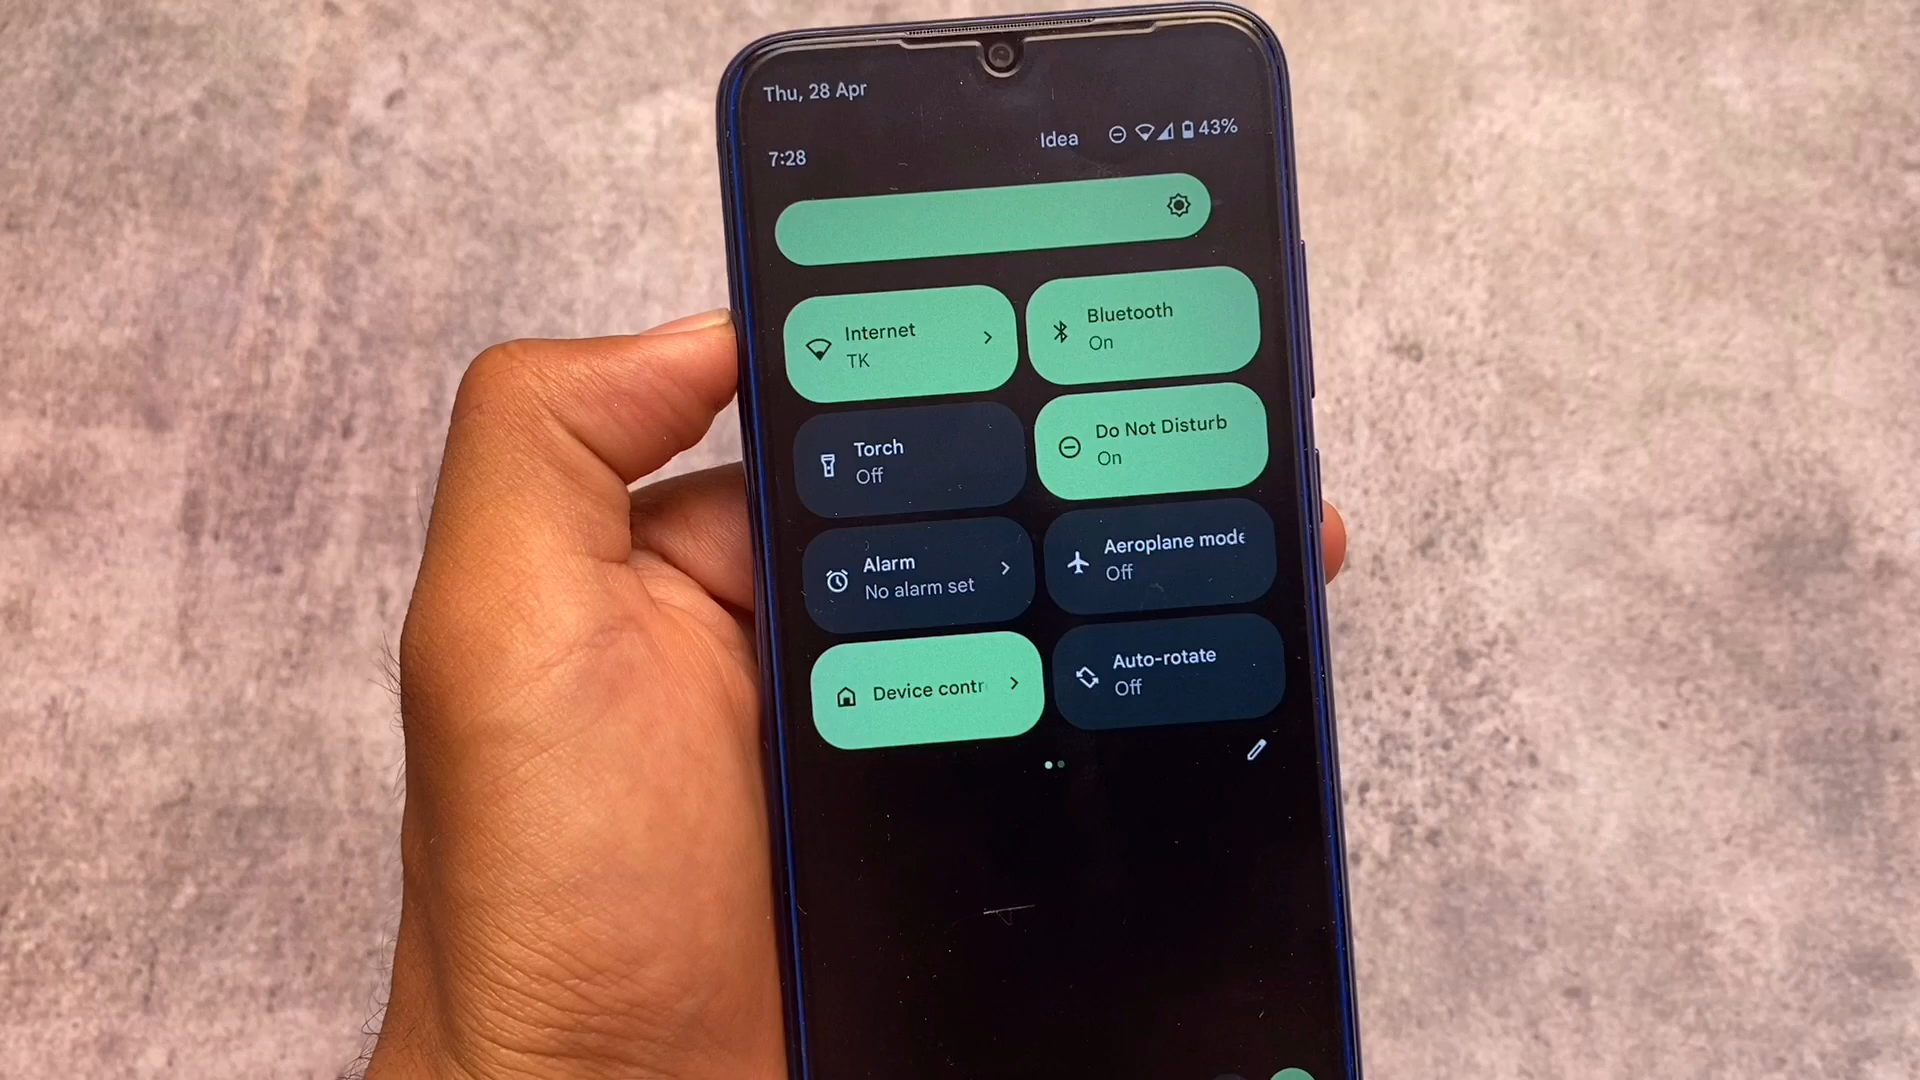 Thu, 28 Apr
7:28
Idea 43%
Internet
TK
Bluetooth
On
Torch
Off
Do Not Disturb
On
Alarm
No alarm set
Aeroplane mode
Off
Device contr
Auto-rotate
Off